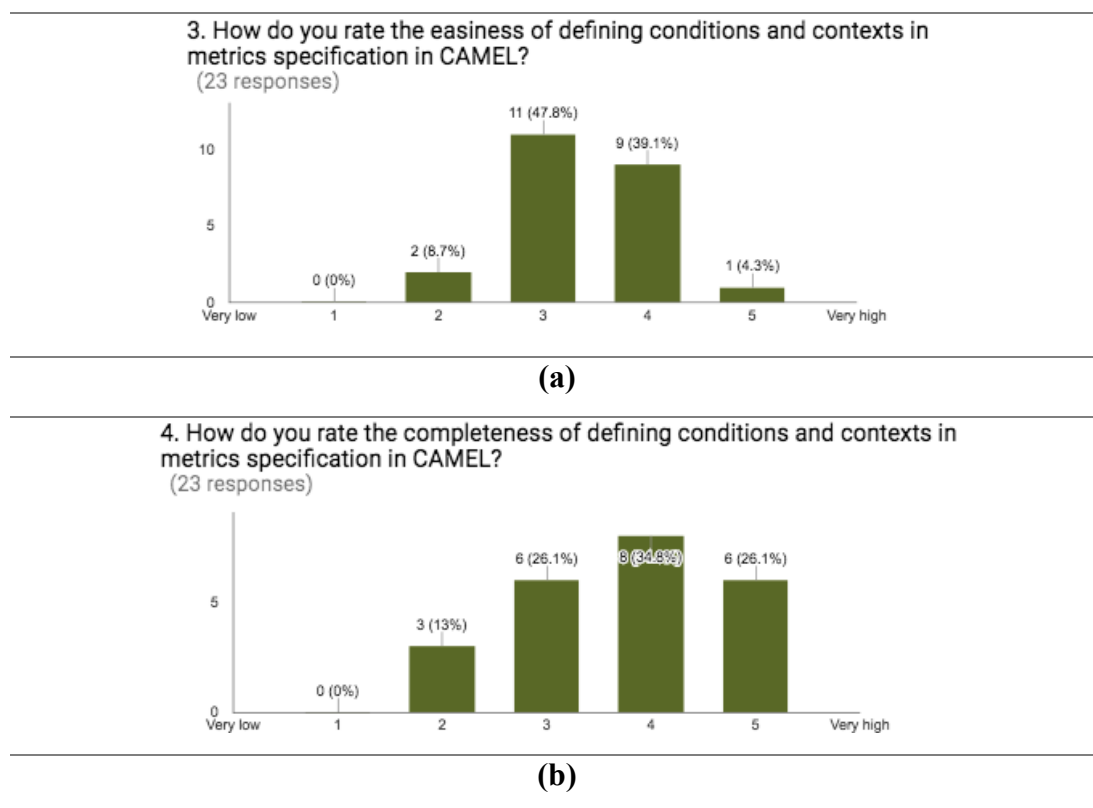 3. How do you rate the easiness of defining conditions and contexts in
metrics specification in CAMEL?
(23 responses)
11 (47.8%)
10
9 (39.1%)
5
2 (8.7%)
1 (4.3%)
0 (0%)
0
Very low 1 2 3 4 5 Very high
(a)
4. How do you rate the completeness of defining conditions and contexts in
metrics specification in CAMEL?
(23 responses)
6 (26.1%) 8 (34.8%) 6 (26.1%)
5
3 (13%)
0 (0%)
0
Very low 1 2 3 4 5 Very high
(b)